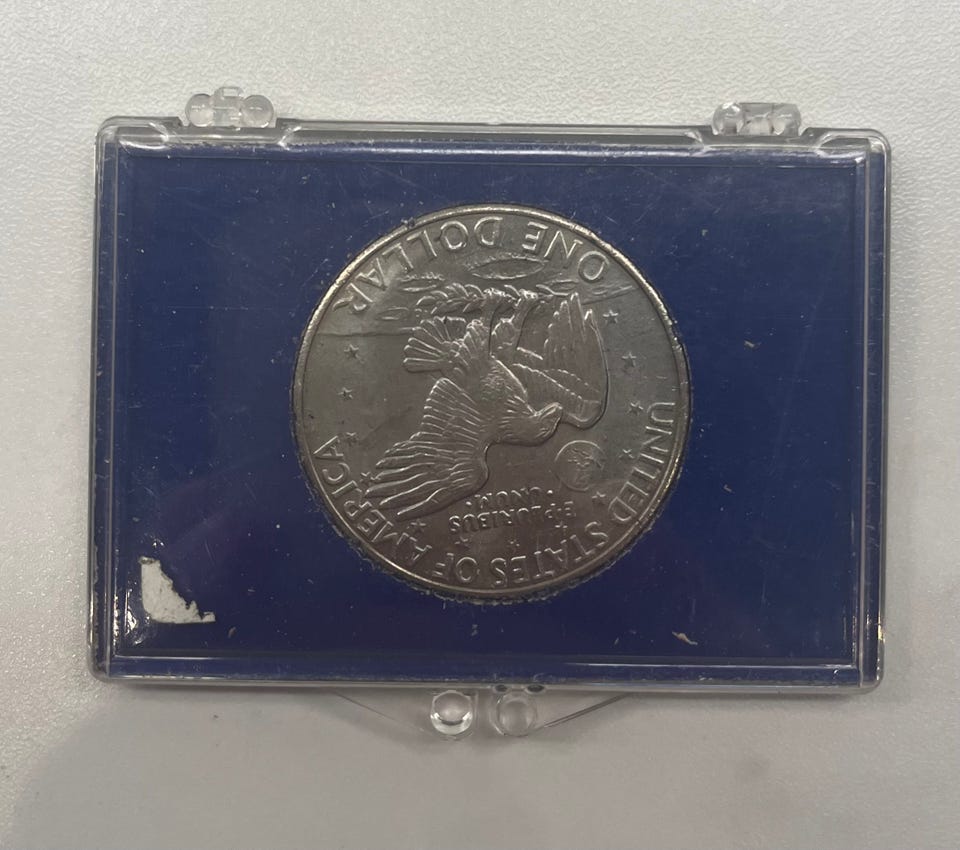 UNITED STATES OF AMERICA
E·PLURIBUS
·UNUM·
ONE DOLLAR